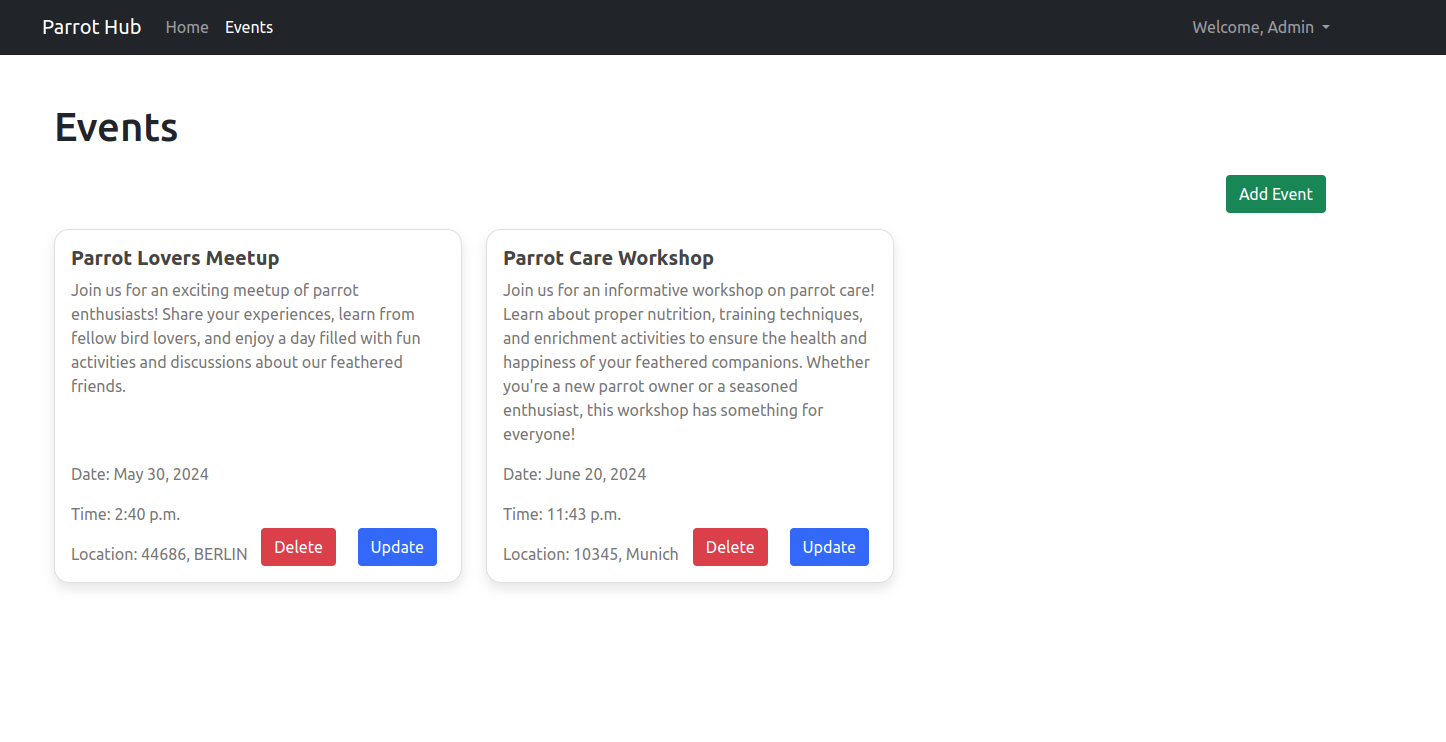 Parrot Hub Home Events Welcome, Admin
Events
Add Event
Parrot Lovers Meetup
Join us for an exciting meetup of parrot
enthusiasts! Share your experiences, learn from
fellow bird lovers, and enjoy a day filled with fun
activities and discussions about our feathered
friends.
Date: May 30, 2024
Time: 2:40 p.m.
Location: 44686, BERLIN Delete Update
Parrot Care Workshop
Join us for an informative workshop on parrot care!
Learn about proper nutrition, training techniques,
and enrichment activities to ensure the health and
happiness of your feathered companions. Whether
you're a new parrot owner or a seasoned
enthusiast, this workshop has something for
everyone!
Date: June 20, 2024
Time: 11:43 p.m.
Location: 10345, Munich Delete Update